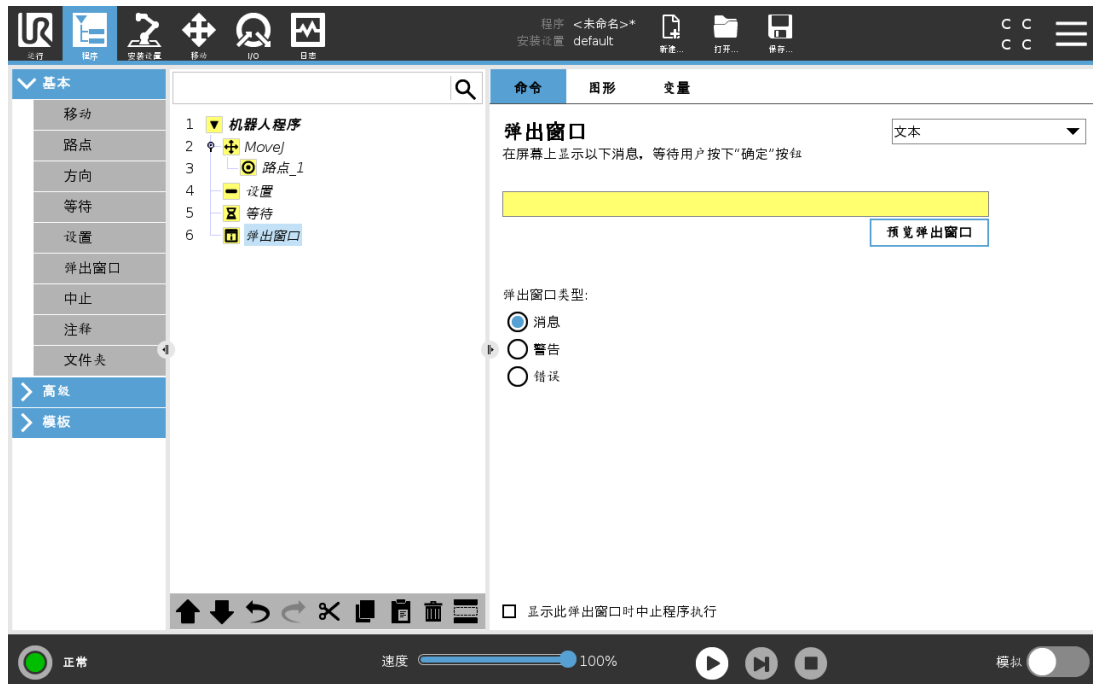 程序 <未命名>*
安装设置 default
运行 程序 安装设置 移动 I/O 日志 新建... 打开... 保存...
C C
C C
基本
移动
路点
方向
等待
设置
弹出窗口
中止
注释
文件夹
高级
模板
1 机器人程序
2 MoveJ
3 路点_1
4 设置
5 等待
6 弹出窗口
命令 图形 变量
弹出窗口
文本
在屏幕上显示以下消息，等待用户按下“确定”按钮
预览弹出窗口
弹出窗口类型:
消息
警告
错误
显示此弹出窗口时中止程序执行
正常
速度 100%
模拟